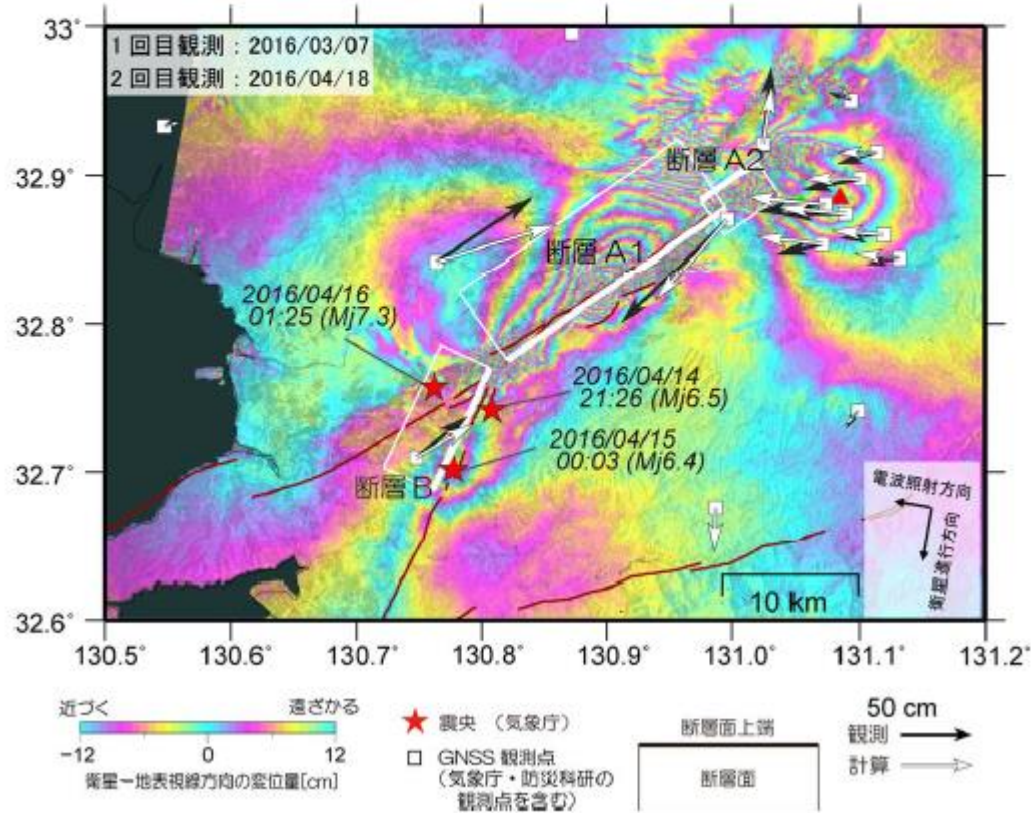 1回目観測：2016/03/07
2回目観測：2016/04/18
33°
32.9°
32.8°
32.7°
32.6°
断層A2
断層A1
2016/04/16
01:25 (Mj7.3)
2016/04/14
21:26 (Mj6.5)
2016/04/15
00:03 (Mj6.4)
断層B
電波照射方向
衛星進行方向
10 km
130.5°
130.6°
130.7°
130.8°
130.9°
131.0°
131.1°
131.2°
近づく
遠ざかる
-12
0
12
衛星－地表視線方向の変位量[cm]
震央 （気象庁）
GNSS 観測点
（気象庁・防災科研の
観測点を含む）
断層面上端
断層面
50 cm
観測
計算